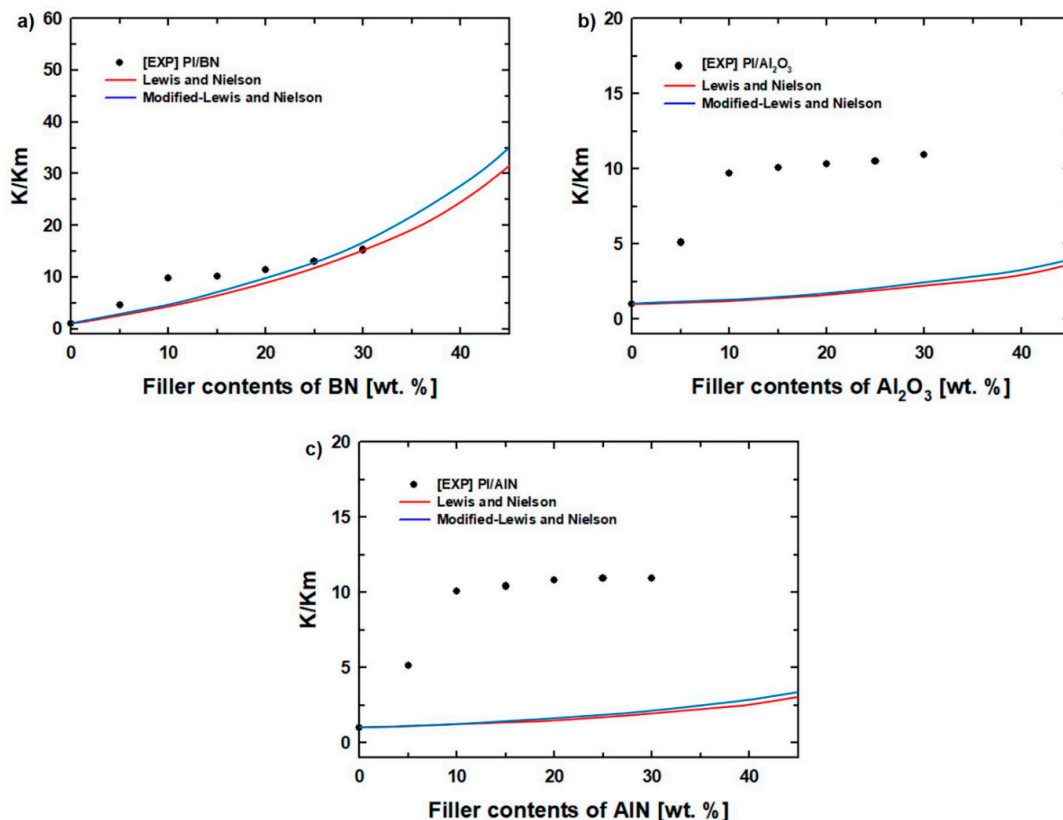 a)
60
50
40
30
20
10
0
K/Km
[EXP] PI/BN
Lewis and Nielson
Modified-Lewis and Nielson
0 10 20 30 40
Filler contents of BN [wt. %]
b)
20
15
10
5
0
K/Km
[EXP] PI/Al₂O₃
Lewis and Nielson
Modified-Lewis and Nielson
0 10 20 30 40
Filler contents of Al₂O₃ [wt. %]
c)
20
15
10
5
0
K/Km
[EXP] PI/AlN
Lewis and Nielson
Modified-Lewis and Nielson
0 10 20 30 40
Filler contents of AlN [wt. %]